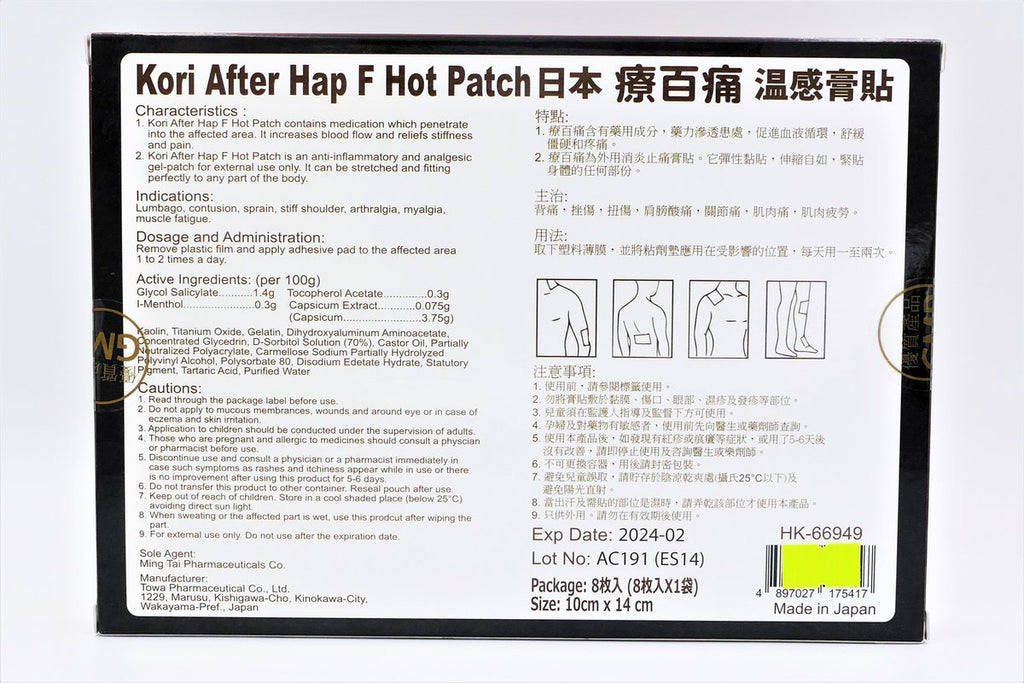 Kori After Hap F Hot Patch日本 療百痛 温感膏貼
Characteristics :
1. Kori After Hap F Hot Patch contains medication which penetrate
into the affected area. It increases blood flow and reliefs stiffness
and pain.
2. Kori After Hap F Hot Patch is an anti-inflammatory and analgesic
gel-patch for external use only. It can be stretched and fitting
perfectly to any part of the body.
Indications:
Lumbago, contusion, sprain, stiff shoulder, arthralgia, myalgia,
muscle fatigue.
Dosage and Administration:
Remove plastic film and apply adhesive pad to the affected area
1 to 2 times a day.
Active Ingredients: (per 100g)
Glycol Salicylate...........1.4g Tocopherol Acetate..............0.3g
l-Menthol.......................0.3g Capsicum Extract...........0.075g
(Capsicum.......................3.75g)
Kaolin, Titanium Oxide, Gelatin, Dihydroxyaluminum Aminoacetate,
Concentrated Glycedrin, D-Sorbitol Solution (70%), Castor Oil, Partially
Neutralized Polyacrylate, Carmellose Sodium Partially Hydrolyzed
Polyvinyl Alcohol, Polysorbate 80, Disodium Edetate Hydrate, Statutory
Pigment, Tartaric Acid, Purified Water
Cautions:
1. Read through the package label before use.
2. Do not apply to mucous membranes, wounds and around eye or in case of
eczema and skin irritation.
3. Application to children should be conducted under the supervision of adults.
4. Those who are pregnant and allergic to medicines should consult a physcian
or pharmacist before use.
5. Discontinue use and consult a physician or a pharmacist immediately in
case such symptoms as rashes and itchiness appear while in use or there
is no improvement after using this product for 5-6 days.
6. Do not transfer this product to other container. Reseal pouch after use.
7. Keep out of reach of children. Store in a cool shaded place (below 25°C)
avoiding direct sun light.
8. When sweating or the affected part is wet, use this prodcut after wiping the
part.
9. For external use only. Do not use after the expiration date.
Sole Agent:
Ming Tai Pharmaceuticals Co.
Manufacturer:
Towa Pharmaceutical Co., Ltd.
1229, Marusu, Kishigawa-Cho, Kinokawa-City,
Wakayama-Pref., Japan
特點:
1. 療百痛含有藥用成分，藥力滲透患處，促進血液循環，舒緩
僵硬和疼痛。
2. 療百痛為外用消炎止痛膏貼。它彈性黏貼，伸縮自如，緊貼
身體的任何部份。
主治:
背痛，挫傷，扭傷，肩膀酸痛，關節痛，肌肉痛，肌肉疲勞。
用法:
取下塑料薄膜，並將粘劑墊應用在受影響的位置，每天用一至兩次。
注意事項:
1. 使用前，請參閱標籤使用。
2. 勿將膏貼敷於黏膜、傷口、眼部、濕疹及發疹等部位。
3. 兒童須在監護人指導及監督下方可使用。
4. 孕婦及對藥物有敏感者，使用前先向醫生或藥劑師查詢。
5. 使用本產品後，如發現有紅疹或痕癢等症狀，或用了5-6天後
沒有改善，請即停止使用及咨詢醫生或藥劑師。
6. 不可更換容器，用後請封密包裝。
7. 避免兒童誤取，請貯存於陰涼乾爽處(攝氏25°C以下)及
避免陽光直射。
8. 當出汗及需貼的部位是濕時，請弄乾該部位才使用本產品。
9. 只供外用。請勿在有效期後使用。
Exp Date: 2024-02
Lot No: AC191 (ES14)
Package: 8枚入 (8枚入X1袋)
Size: 10cm x 14 cm
HK-66949
4 897027 175417
Made in Japan
優質產品